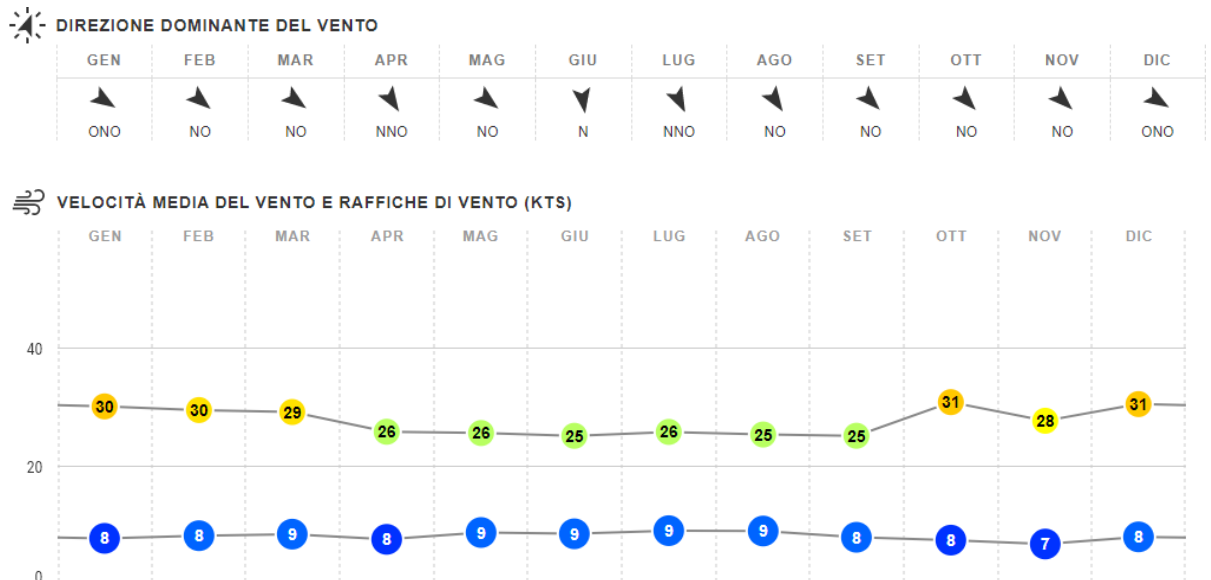 DIREZIONE DOMINANTE DEL VENTO
GEN FEB MAR APR MAG GIU LUG AGO SET OTT NOV DIC
ONO NO NO NNO NO N NNO NO NO NO NO ONO
VELOCITÀ MEDIA DEL VENTO E RAFFICHE DI VENTO (KTS)
GEN FEB MAR APR MAG GIU LUG AGO SET OTT NOV DIC
40
30 30 29 26 26 25 26 25 25 31 28 31
20
8 8 9 8 9 9 9 9 8 8 7 8
0